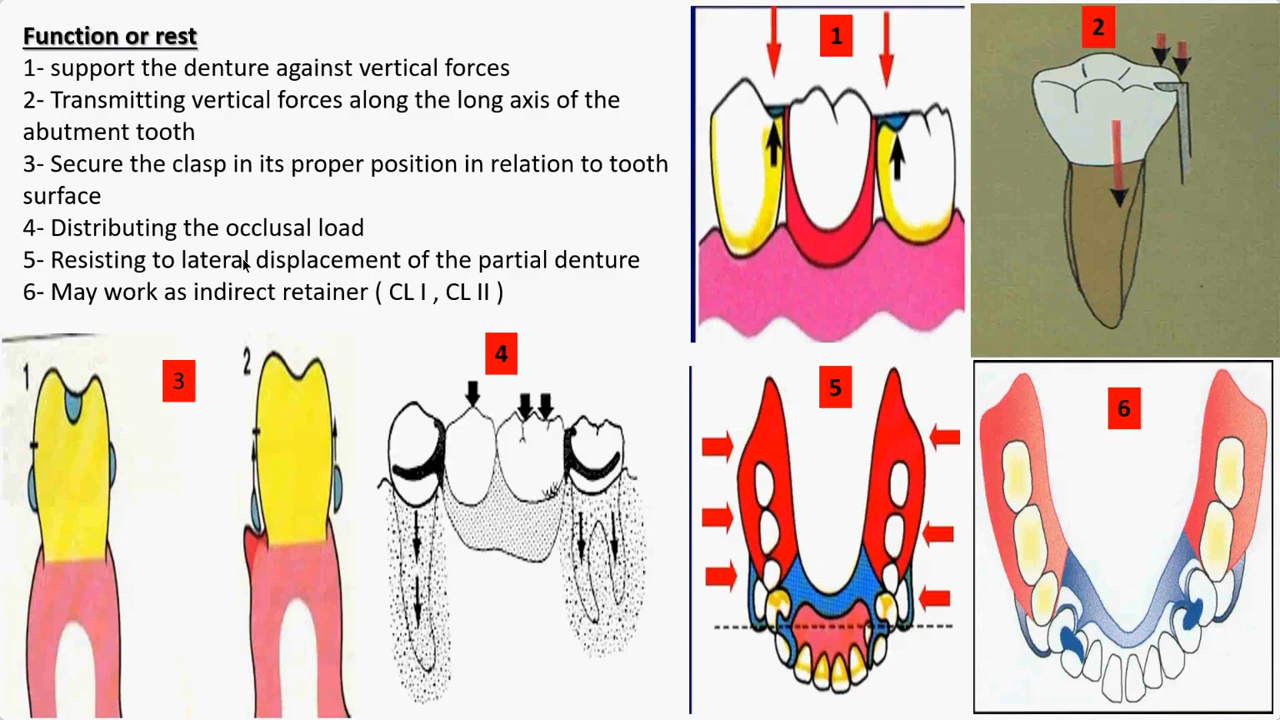 Function or rest
1- support the denture against vertical forces
2- Transmitting vertical forces along the long axis of the
abutment tooth
3- Secure the clasp in its proper position in relation to tooth
surface
4- Distributing the occlusal load
5- Resisting to lateral displacement of the partial denture
6- May work as indirect retainer ( CL I , CL II )
1
2
1
3
2
4
5
6